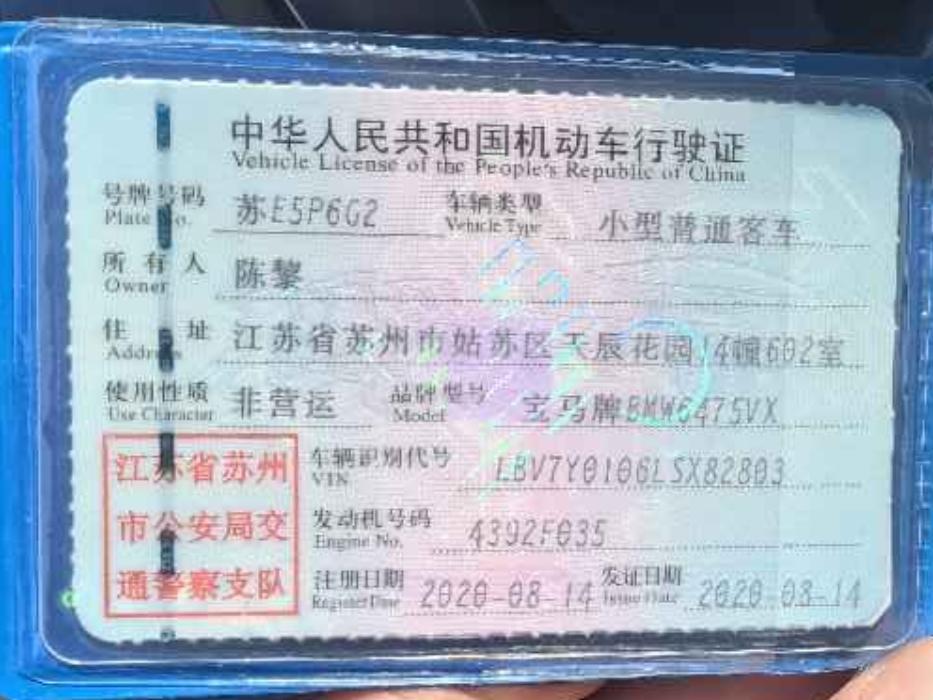 中华人民共和国机动车行驶证
Vehicle License of the People's Republic of China
号牌号码 苏E5P6G2 车辆类型 小型普通客车
Plate No. Vehicle Type
所有人 陈黎
Owner
住址 江苏省苏州市姑苏区天辰花园14幢602室
Address
使用性质 非营运 品牌型号 宝马牌BMW6475VX
Use Character Model
江苏省苏州
市公安局交
通警察支队
车辆识别代号 LBV7Y0106LSX82803
VIN
发动机号码 4392F035
Engine No.
注册日期 2020-08-14 发证日期 2020-08-14
Register Date Issue Date